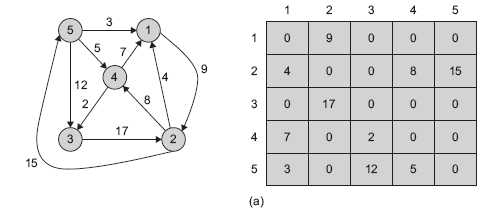 5 3 1
5 7
4 9
12 4
2 8
3 17 2
15
1 2 3 4 5
1 0 9 0 0 0
2 4 0 0 8 15
3 0 17 0 0 0
4 7 0 2 0 0
5 3 0 12 5 0
(a)